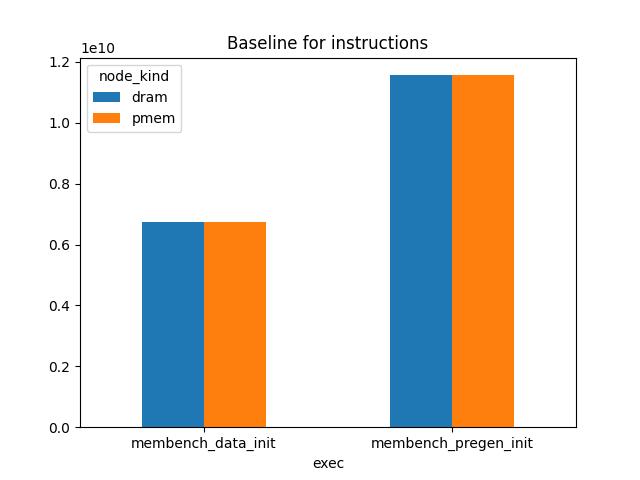 Baseline for instructions
1e10
node_kind
dram
pmem
1.2
1.0
0.8
0.6
0.4
0.2
0.0
membench_data_init
membench_pregen_init
exec